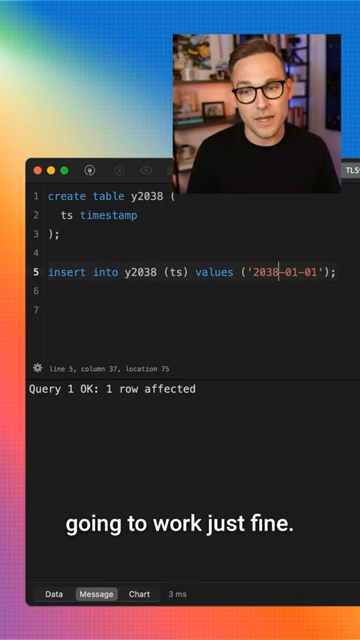 TLS
1 create table y2038 (
2 ts timestamp
3 );
4
5 insert into y2038 (ts) values ('2038-01-01');
6
7
line 5, column 37, location 75
Query 1 OK: 1 row affected
going to work just fine.
Data Message Chart 3 ms